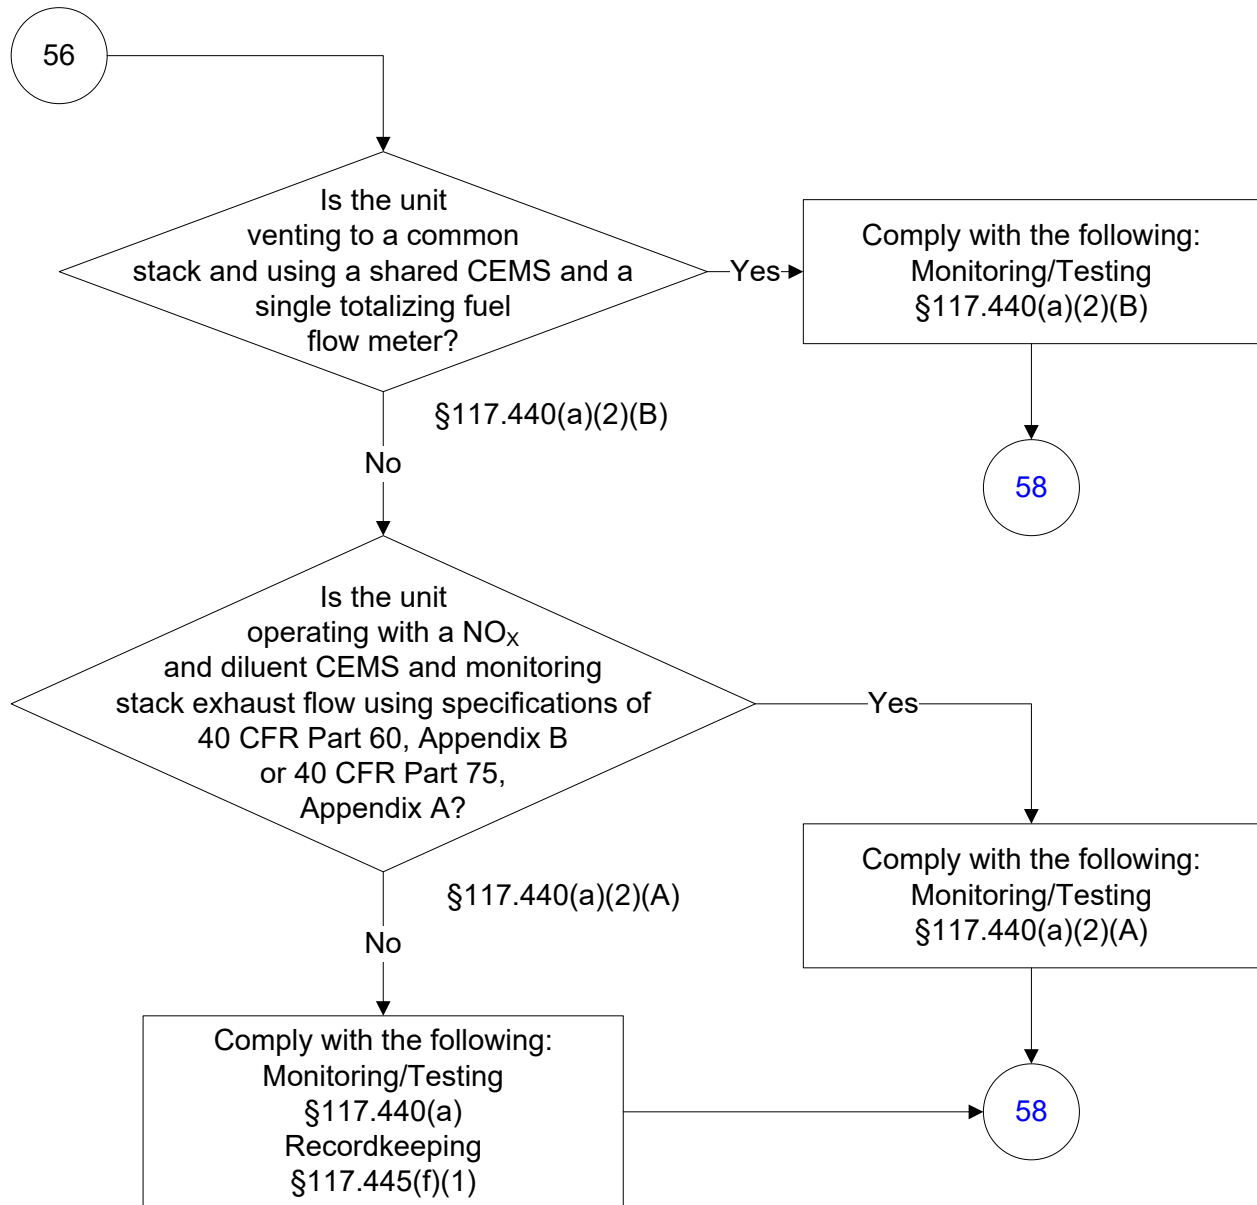 56
Is the unit
venting to a common
stack and using a shared CEMS and a
single totalizing fuel
flow meter?
Yes
Comply with the following:
Monitoring/Testing
§117.440(a)(2)(B)
§117.440(a)(2)(B)
No
58
Is the unit
operating with a NOX
and diluent CEMS and monitoring
stack exhaust flow using specifications of
40 CFR Part 60, Appendix B
or 40 CFR Part 75,
Appendix A?
Yes
Comply with the following:
Monitoring/Testing
§117.440(a)(2)(A)
§117.440(a)(2)(A)
No
Comply with the following:
Monitoring/Testing
§117.440(a)
Recordkeeping
§117.445(f)(1)
58